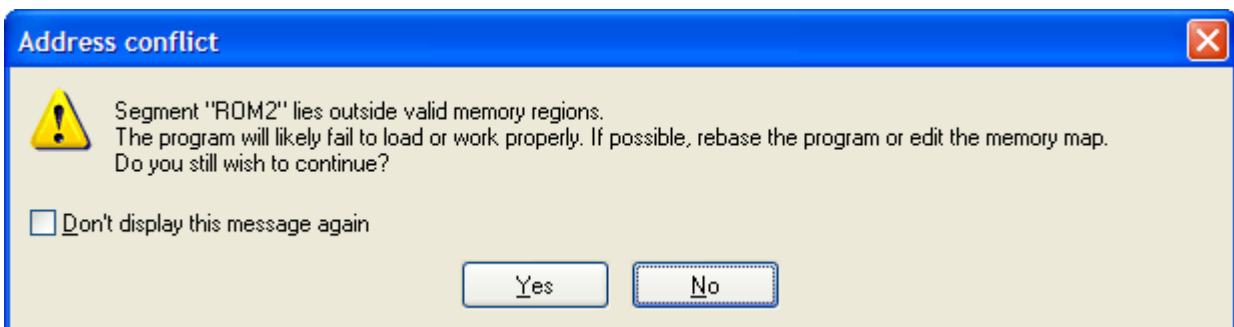 Address conflict
Segment "ROM2" lies outside valid memory regions.
The program will likely fail to load or work properly. If possible, rebase the program or edit the memory map.
Do you still wish to continue?
Don't display this message again
Yes
No